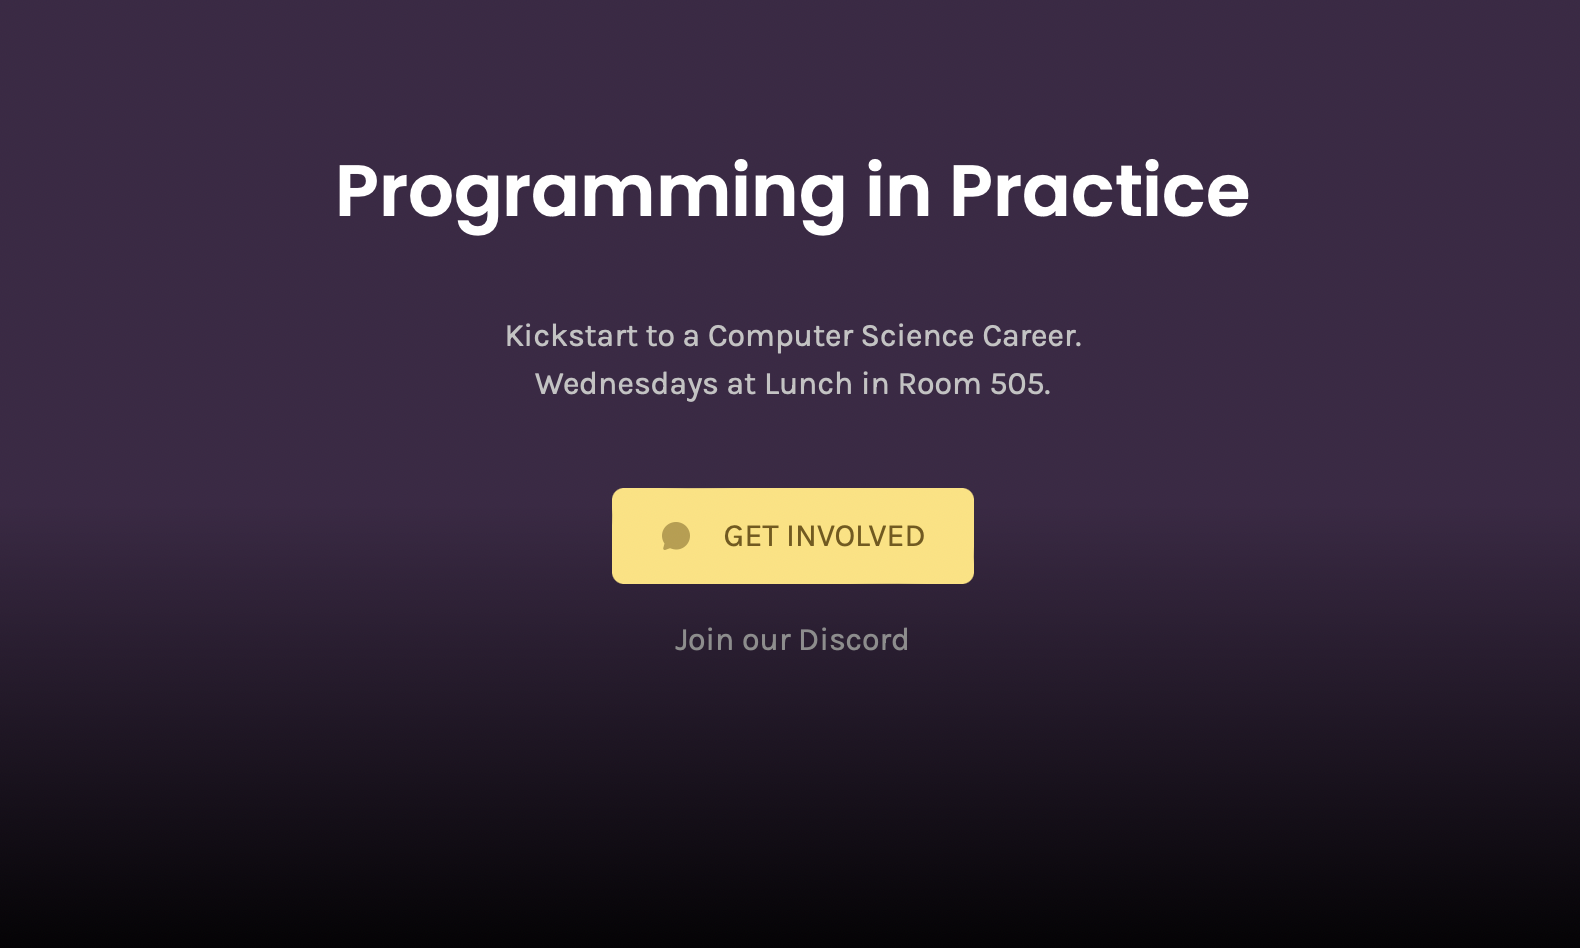 Programming in Practice
Kickstart to a Computer Science Career.
Wednesdays at Lunch in Room 505.
GET INVOLVED
Join our Discord